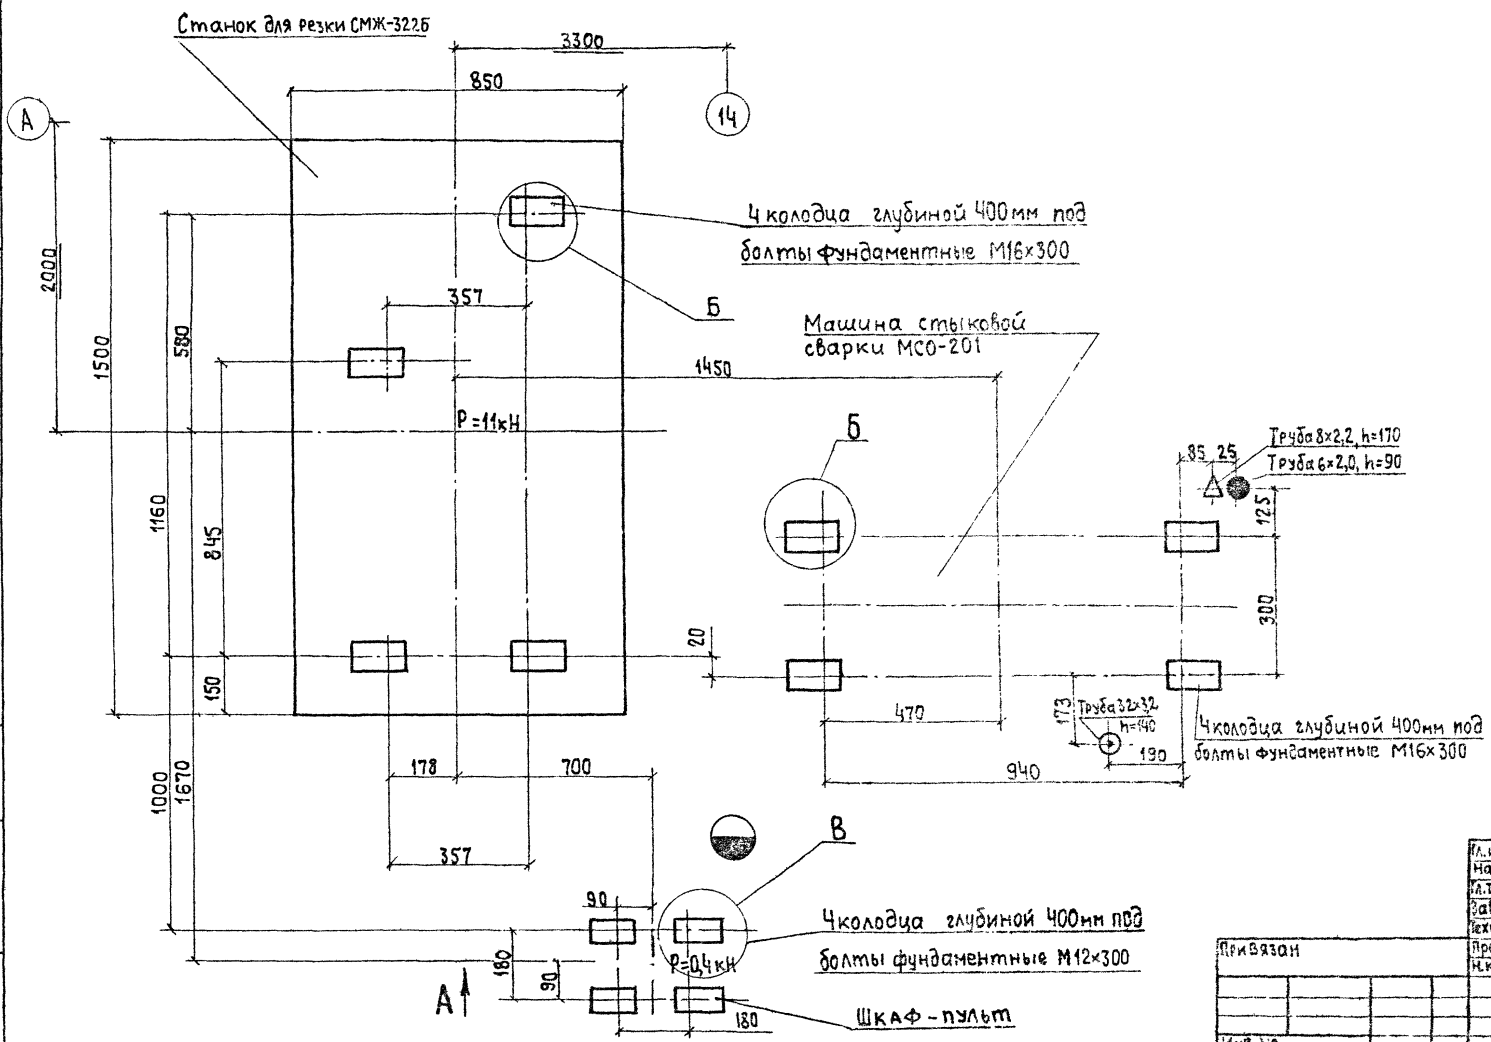 Станок для резки СМЖ-322Б
3300
850
А
14
4 колодца глубиной 400мм под
болты фундаментные М16×300
2000
357
Б
580
1500
Машина стыковой
сварки МСО-201
1450
Р=11кН
Б
Труба 8×2,2, h=170
85 25
Труба 6×2,0, h=90
125
1160
845
300
20
150
470
173
Труба 32×3,2
h=140
4 колодца глубиной 400мм под
болты фундаментные М16×300
190
940
178
700
1000
1670
357
В
90
4 колодца глубиной 400мм под
болты фундаментные М12×300
Р=0,4кН
180
90
А
180
Шкаф-пульт
Привязан